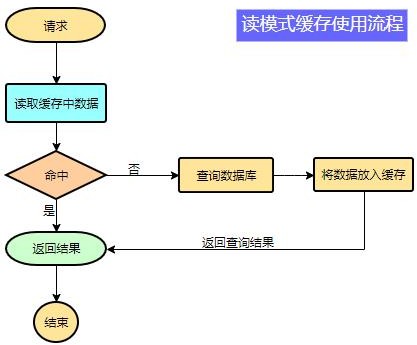 读模式缓存使用流程
请求
读取缓存中数据
命中
否
查询数据库
将数据放入缓存
是
返回结果
返回查询结果
结束